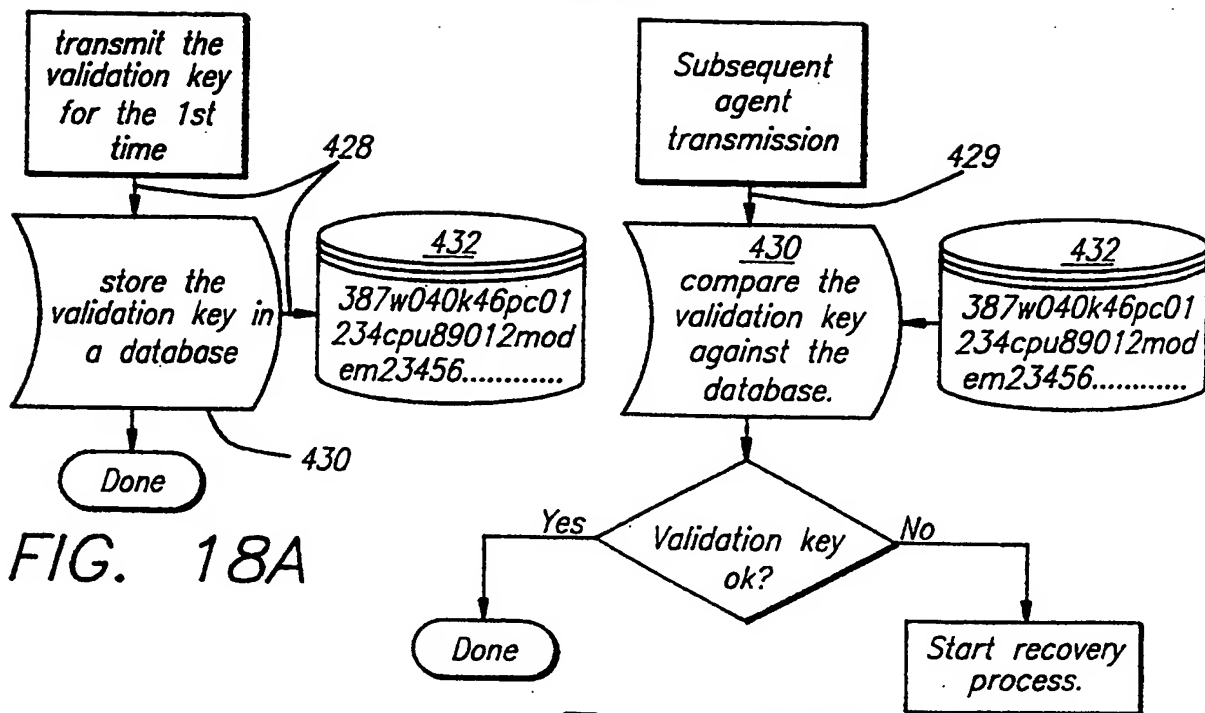 transmit the
validation key
for the 1st
time
428
store the
validation key in
a database
432
387w040k46pc01
234cpu89012mod
em23456.............
430
Done
FIG. 18A
Subsequent
agent
transmission
429
430
compare the
validation key
against the
database.
432
387w040k46pc01
234cpu89012mod
em23456.............
Validation key
ok?
Yes
No
Done
Start recovery
process.